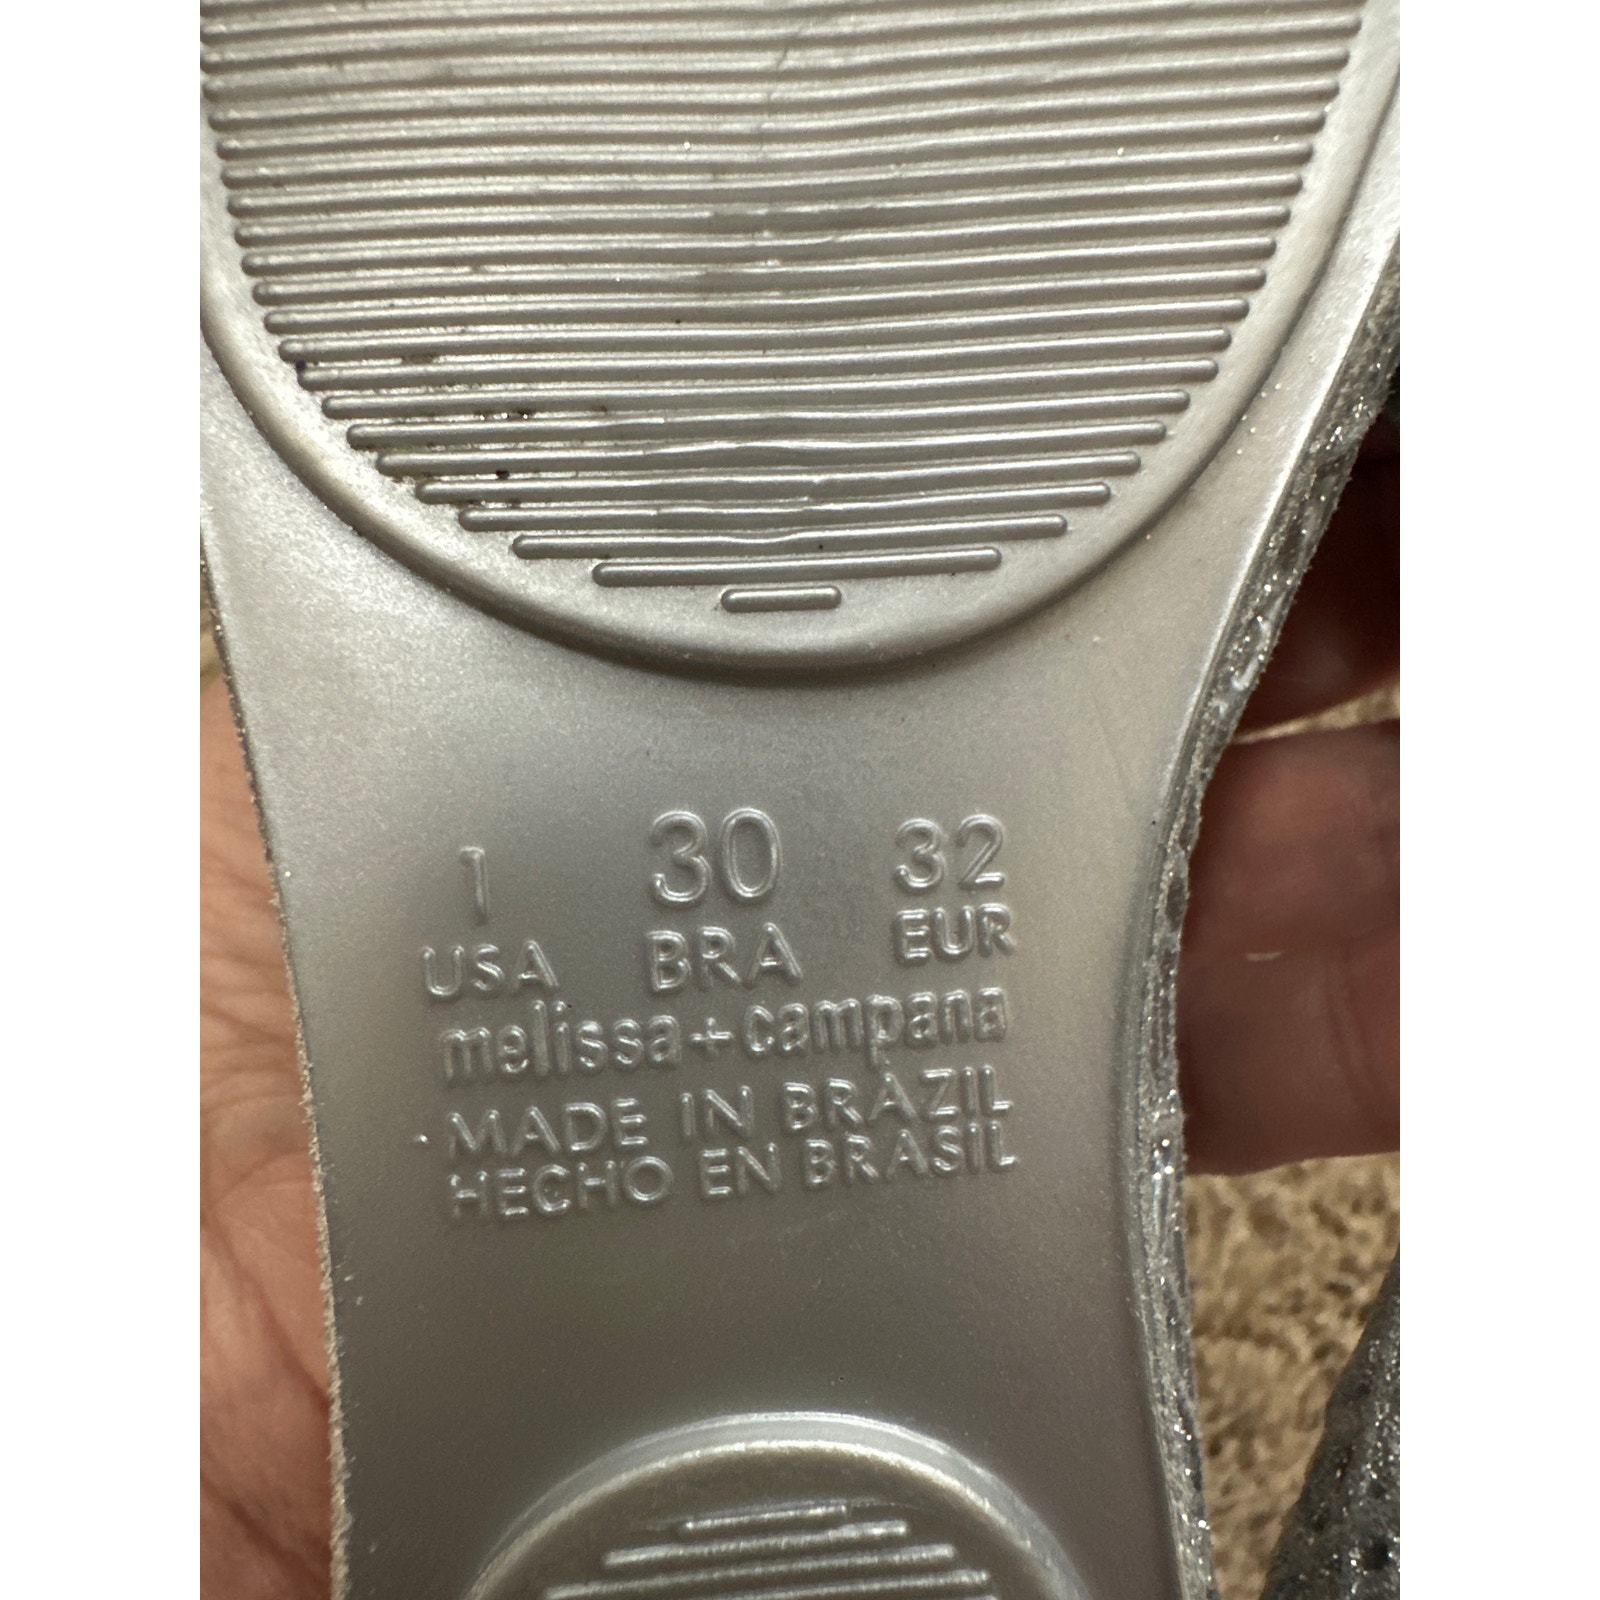 1 30 32
USA BRA EUR
melissa+campana
MADE IN BRAZIL
HECHO EN BRASIL